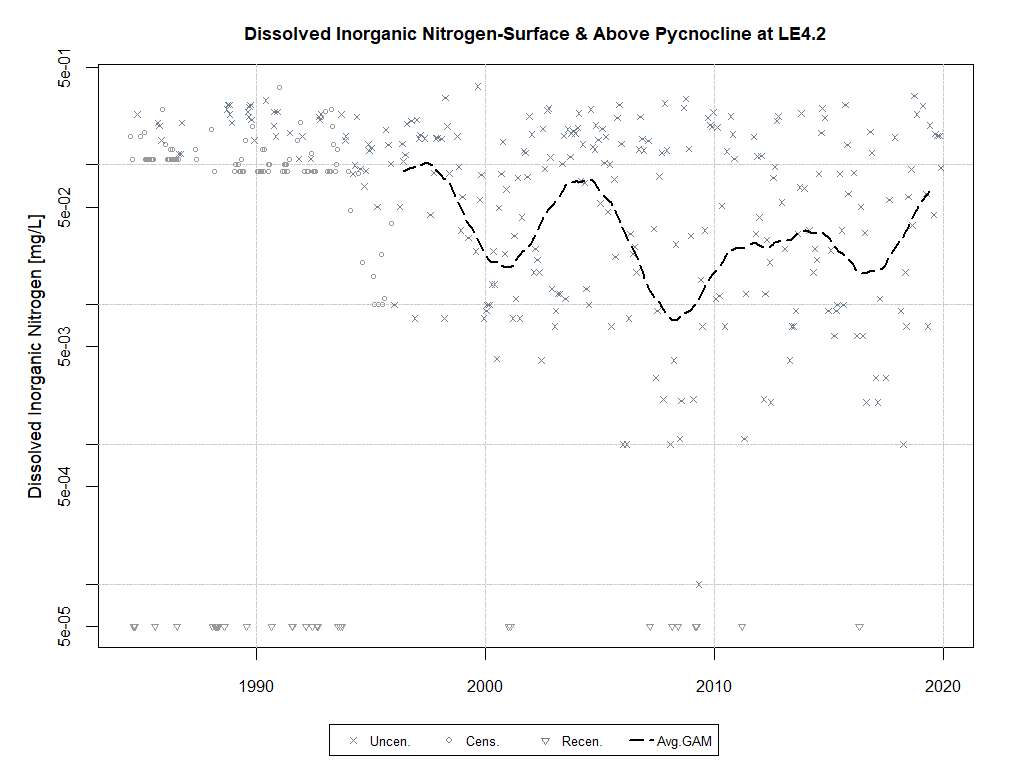 Dissolved Inorganic Nitrogen-Surface & Above Pycnocline at LE4.2
Dissolved Inorganic Nitrogen [mg/L]
5e-01
5e-02
5e-03
5e-04
5e-05
1990 2000 2010 2020
Uncen. Cens. Recen. Avg.GAM